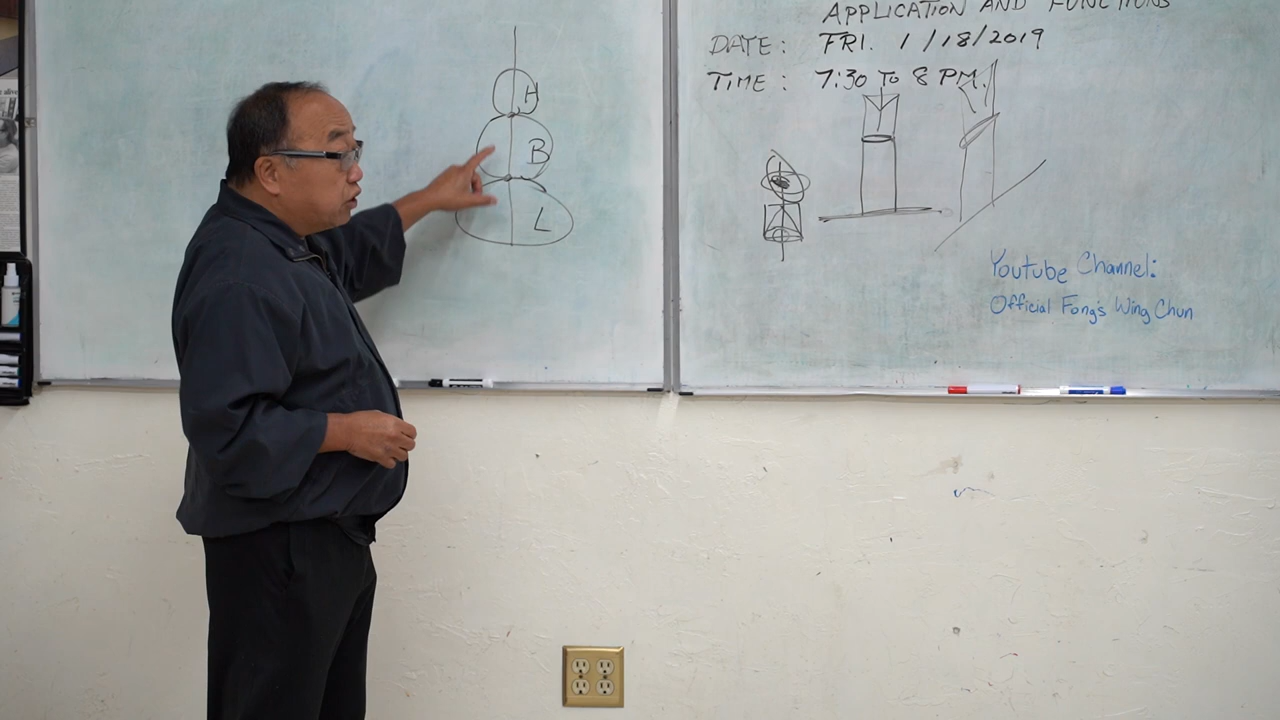 H
B
L
APPLICATION AND FUNCTIONS
DATE: FRI. 1/18/2019
TIME: 7:30 TO 8 PM.
Youtube Channel:
Official Fong's Wing Chun